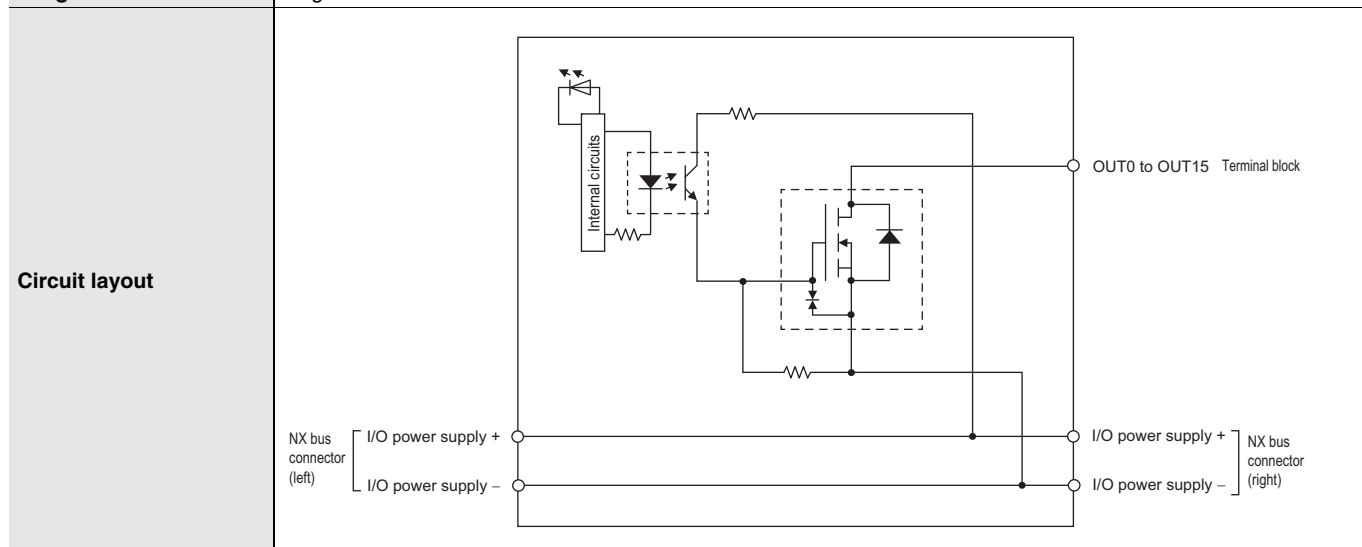 Circuit layout
Internal circuits
OUT0 to OUT15 Terminal block
NX bus
connector
(left)
I/O power supply +
I/O power supply −
I/O power supply +
I/O power supply −
NX bus
connector
(right)